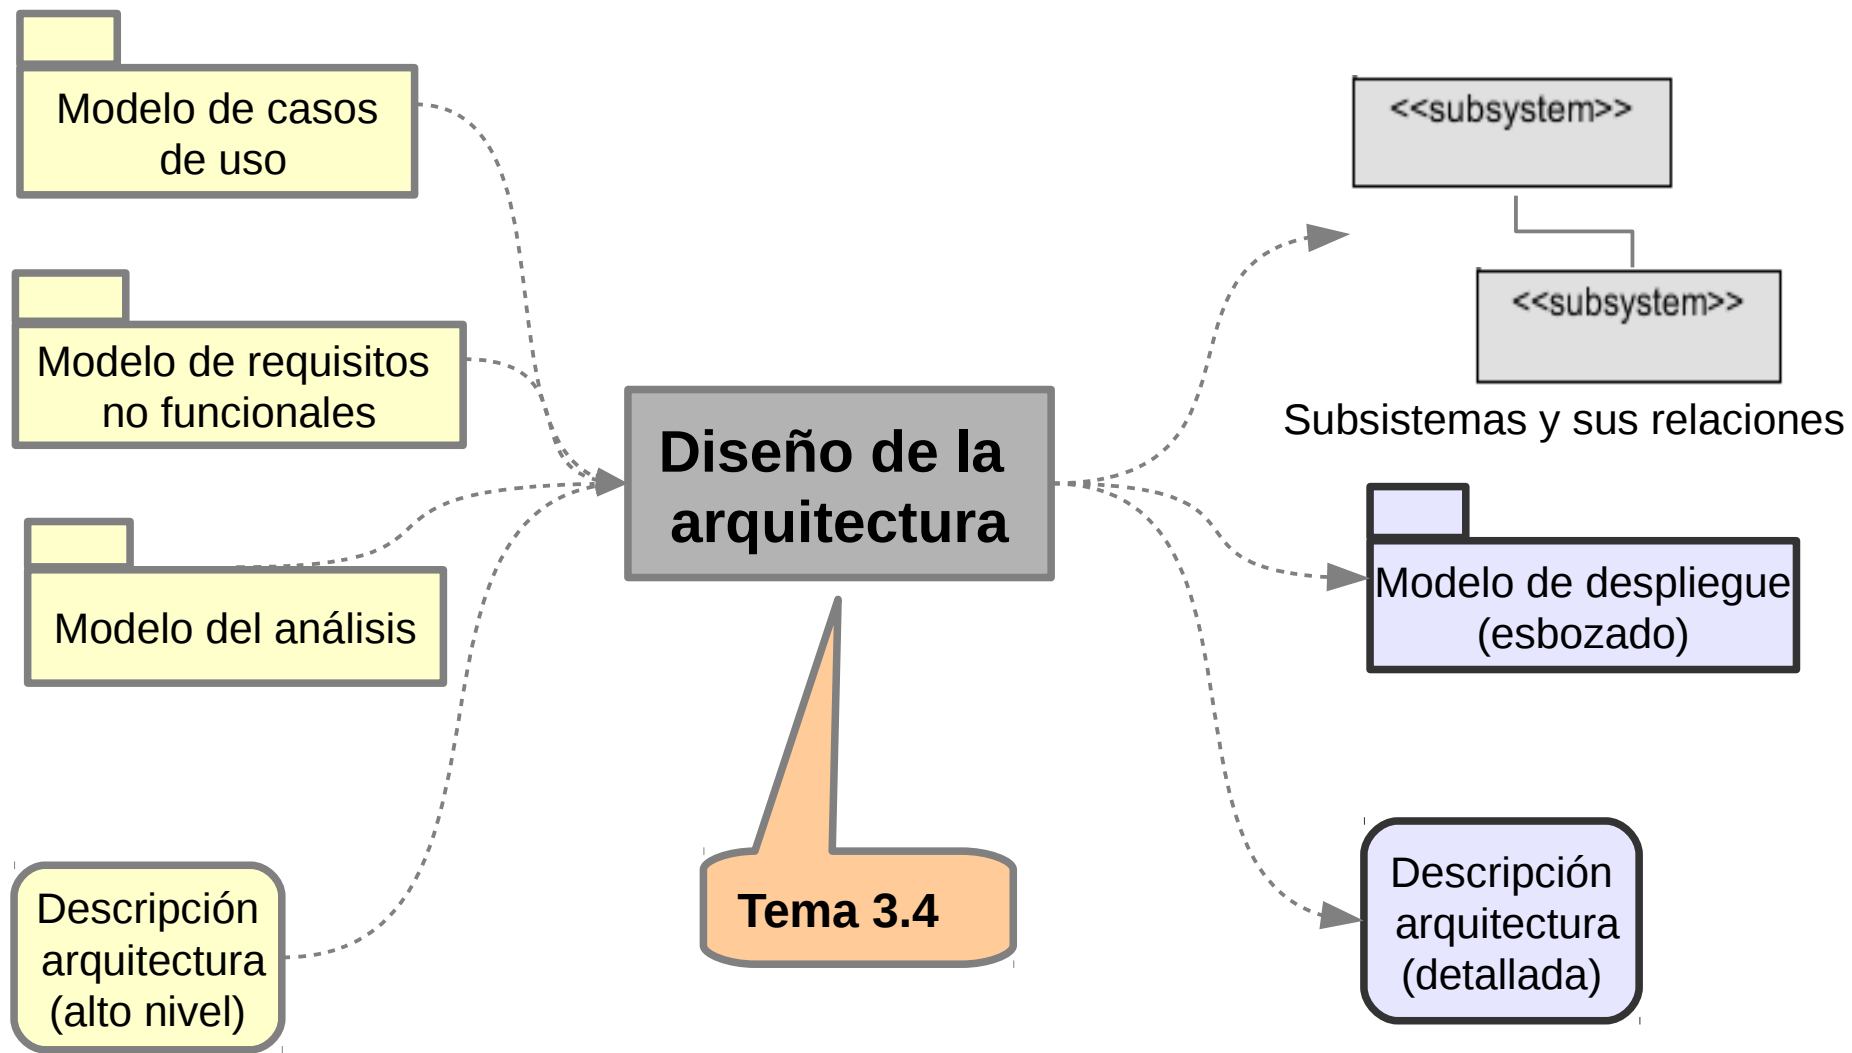 Modelo de casos
de uso
Modelo de requisitos
no funcionales
Modelo del análisis
Descripción
arquitectura
(alto nivel)
Diseño de la
arquitectura
Tema 3.4
<<subsystem>>
<<subsystem>>
Subsistemas y sus relaciones
Modelo de despliegue
(esbozado)
Descripción
arquitectura
(detallada)